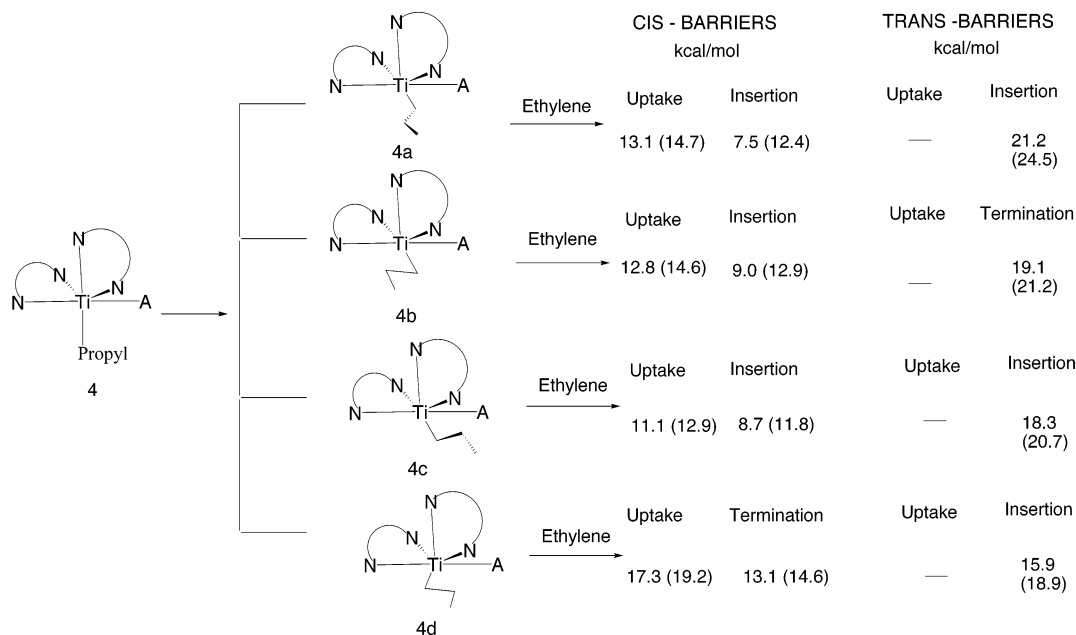 CIS - BARRIERS
kcal/mol
TRANS -BARRIERS
kcal/mol
N
N
N
N
Ti
A
4
Propyl
N
N
N
N
Ti
A
4a
Ethylene
Uptake Insertion
13.1 (14.7) 7.5 (12.4)
Uptake Insertion
— 21.2
(24.5)
N
N
N
N
Ti
A
4b
Ethylene
Uptake Insertion
12.8 (14.6) 9.0 (12.9)
Uptake Termination
— 19.1
(21.2)
N
N
N
N
Ti
A
4c
Ethylene
Uptake Insertion
11.1 (12.9) 8.7 (11.8)
Uptake Insertion
— 18.3
(20.7)
N
N
N
N
Ti
A
4d
Ethylene
Uptake Termination
17.3 (19.2) 13.1 (14.6)
Uptake Insertion
— 15.9
(18.9)